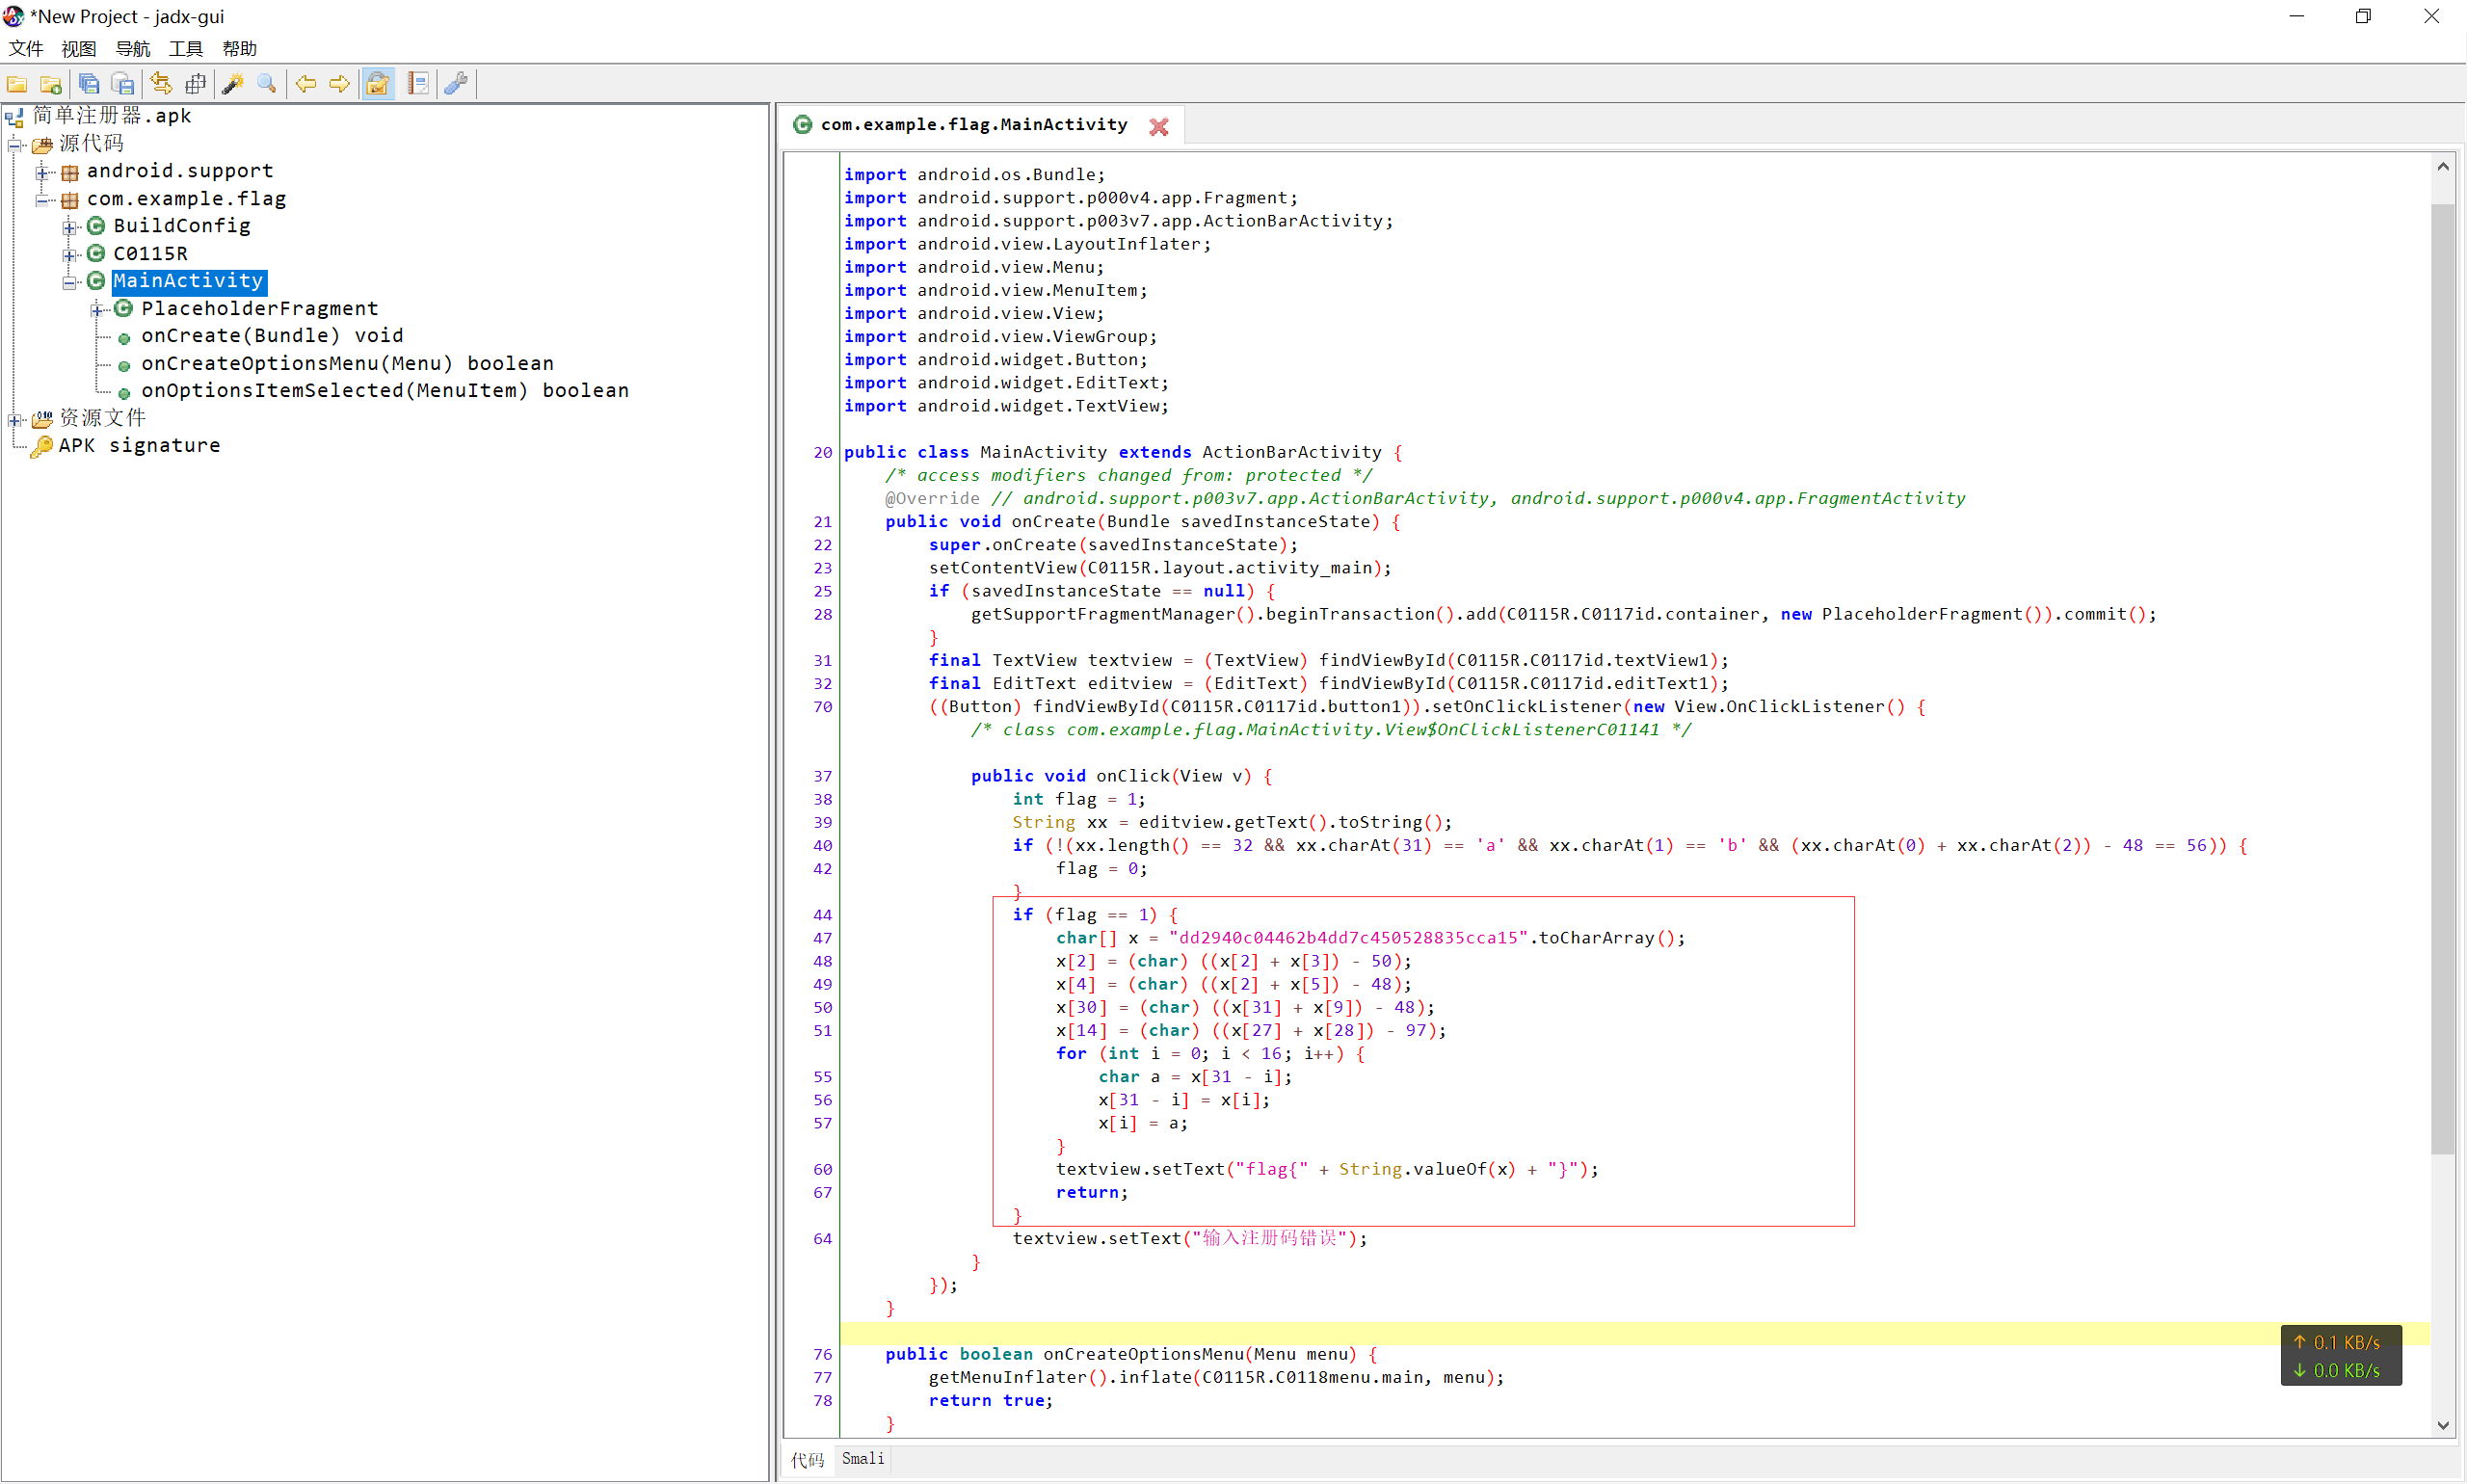 *New Project - jadx-gui
文件 视图 导航 工具 帮助
简单注册器.apk
源代码
android.support
com.example.flag
BuildConfig
C0115R
MainActivity
PlaceholderFragment
onCreate(Bundle) void
onCreateOptionsMenu(Menu) boolean
onOptionsItemSelected(MenuItem) boolean
资源文件
APK signature
com.example.flag.MainActivity
import android.os.Bundle;
import android.support.p000v4.app.Fragment;
import android.support.p003v7.app.ActionBarActivity;
import android.view.LayoutInflater;
import android.view.Menu;
import android.view.MenuItem;
import android.view.View;
import android.view.ViewGroup;
import android.widget.Button;
import android.widget.EditText;
import android.widget.TextView;
20 public class MainActivity extends ActionBarActivity {
/* access modifiers changed from: protected */
@Override // android.support.p003v7.app.ActionBarActivity, android.support.p000v4.app.FragmentActivity
21 public void onCreate(Bundle savedInstanceState) {
22 super.onCreate(savedInstanceState);
23 setContentView(C0115R.layout.activity_main);
25 if (savedInstanceState == null) {
28 getSupportFragmentManager().beginTransaction().add(C0115R.C0117id.container, new PlaceholderFragment()).commit();
}
31 final TextView textview = (TextView) findViewById(C0115R.C0117id.textView1);
32 final EditText editview = (EditText) findViewById(C0115R.C0117id.editText1);
70 ((Button) findViewById(C0115R.C0117id.button1)).setOnClickListener(new View.OnClickListener() {
/* class com.example.flag.MainActivity.View$OnClickListenerC01141 */
37 public void onClick(View v) {
38 int flag = 1;
39 String xx = editview.getText().toString();
40 if (!(xx.length() == 32 && xx.charAt(31) == 'a' && xx.charAt(1) == 'b' && (xx.charAt(0) + xx.charAt(2)) - 48 == 56)) {
42 flag = 0;
}
44 if (flag == 1) {
47 char[] x = "dd2940c04462b4dd7c450528835cca15".toCharArray();
48 x[2] = (char) ((x[2] + x[3]) - 50);
49 x[4] = (char) ((x[2] + x[5]) - 48);
50 x[30] = (char) ((x[31] + x[9]) - 48);
51 x[14] = (char) ((x[27] + x[28]) - 97);
for (int i = 0; i < 16; i++) {
55 char a = x[31 - i];
56 x[31 - i] = x[i];
57 x[i] = a;
}
60 textview.setText("flag{" + String.valueOf(x) + "}");
67 return;
}
64 textview.setText("输入注册码错误");
}
});
}
76 public boolean onCreateOptionsMenu(Menu menu) {
77 getMenuInflater().inflate(C0115R.C0118menu.main, menu);
78 return true;
}
↑ 0.1 KB/s
↓ 0.0 KB/s
代码 Smali